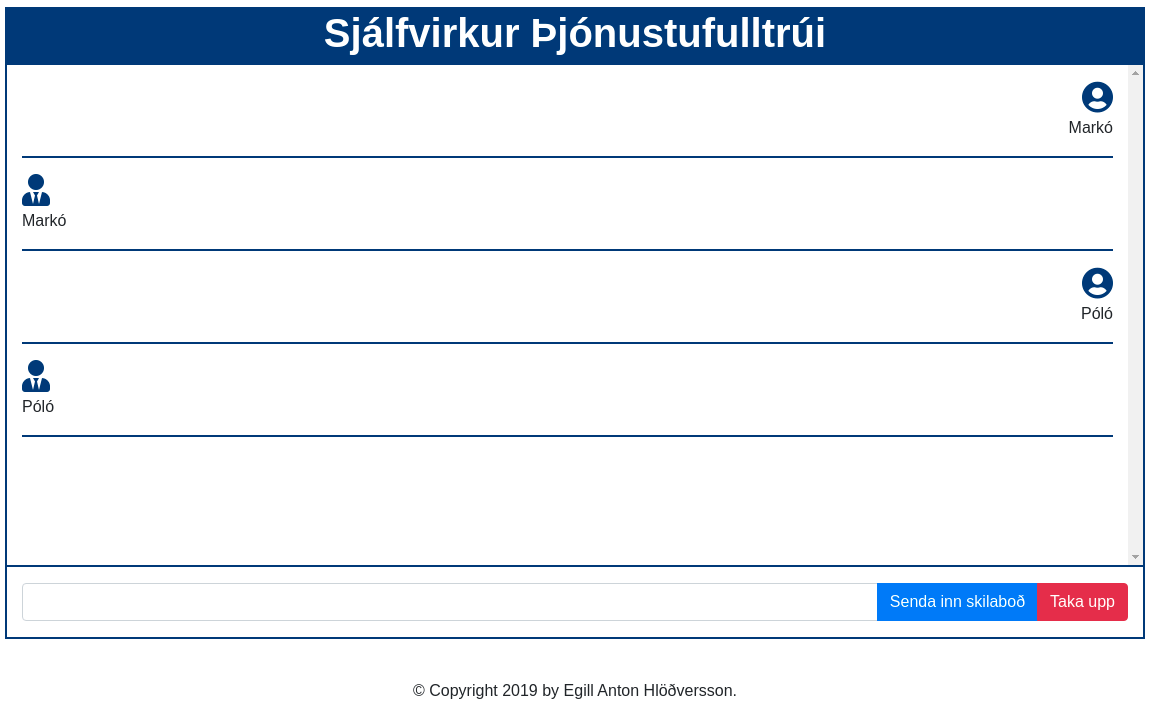 Sjálfvirkur Þjónustufulltrúi
Markó
Markó
Póló
Póló
Senda inn skilaboð Taka upp
© Copyright 2019 by Egill Anton Hlöðversson.